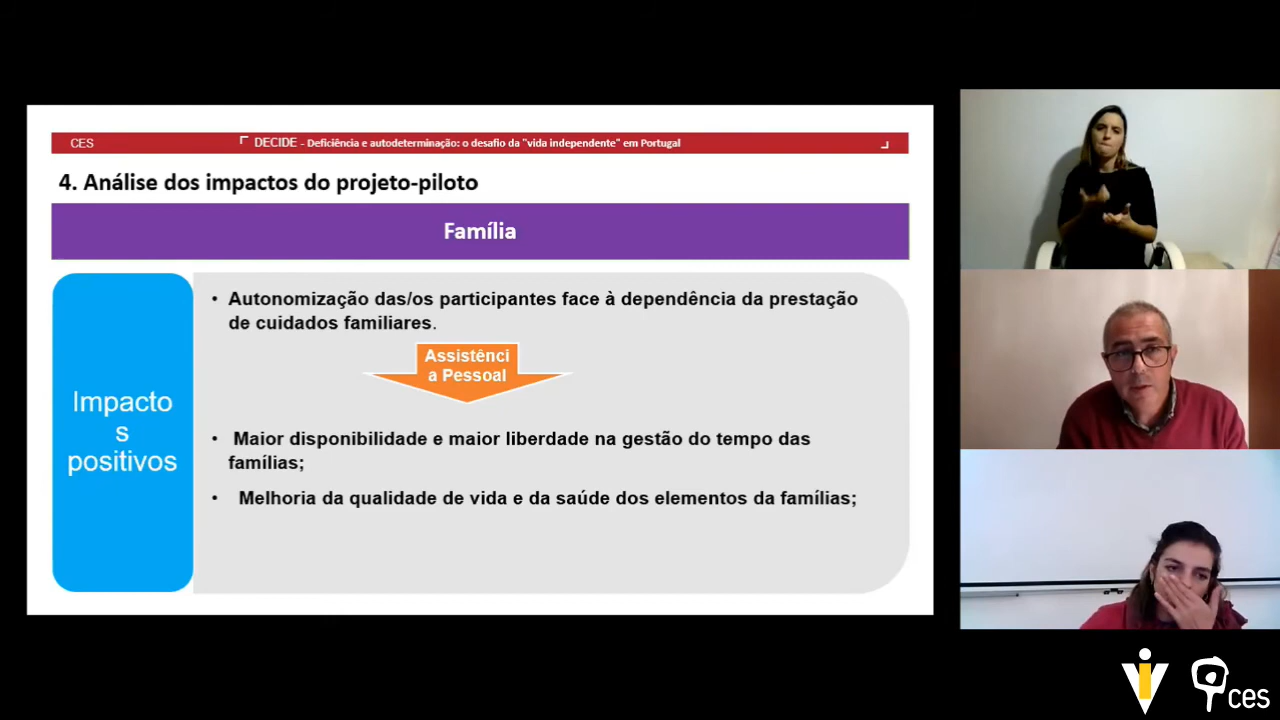 CES
DECIDE - Deficiência e autodeterminação: o desafio da "vida independente" em Portugal
4. Análise dos impactos do projeto-piloto
Família
Impacto
s
positivos
• Autonomização das/os participantes face à dependência da prestação
de cuidados familiares.
Assistênci
a Pessoal
• Maior disponibilidade e maior liberdade na gestão do tempo das
famílias;
• Melhoria da qualidade de vida e da saúde dos elementos da famílias;
ces